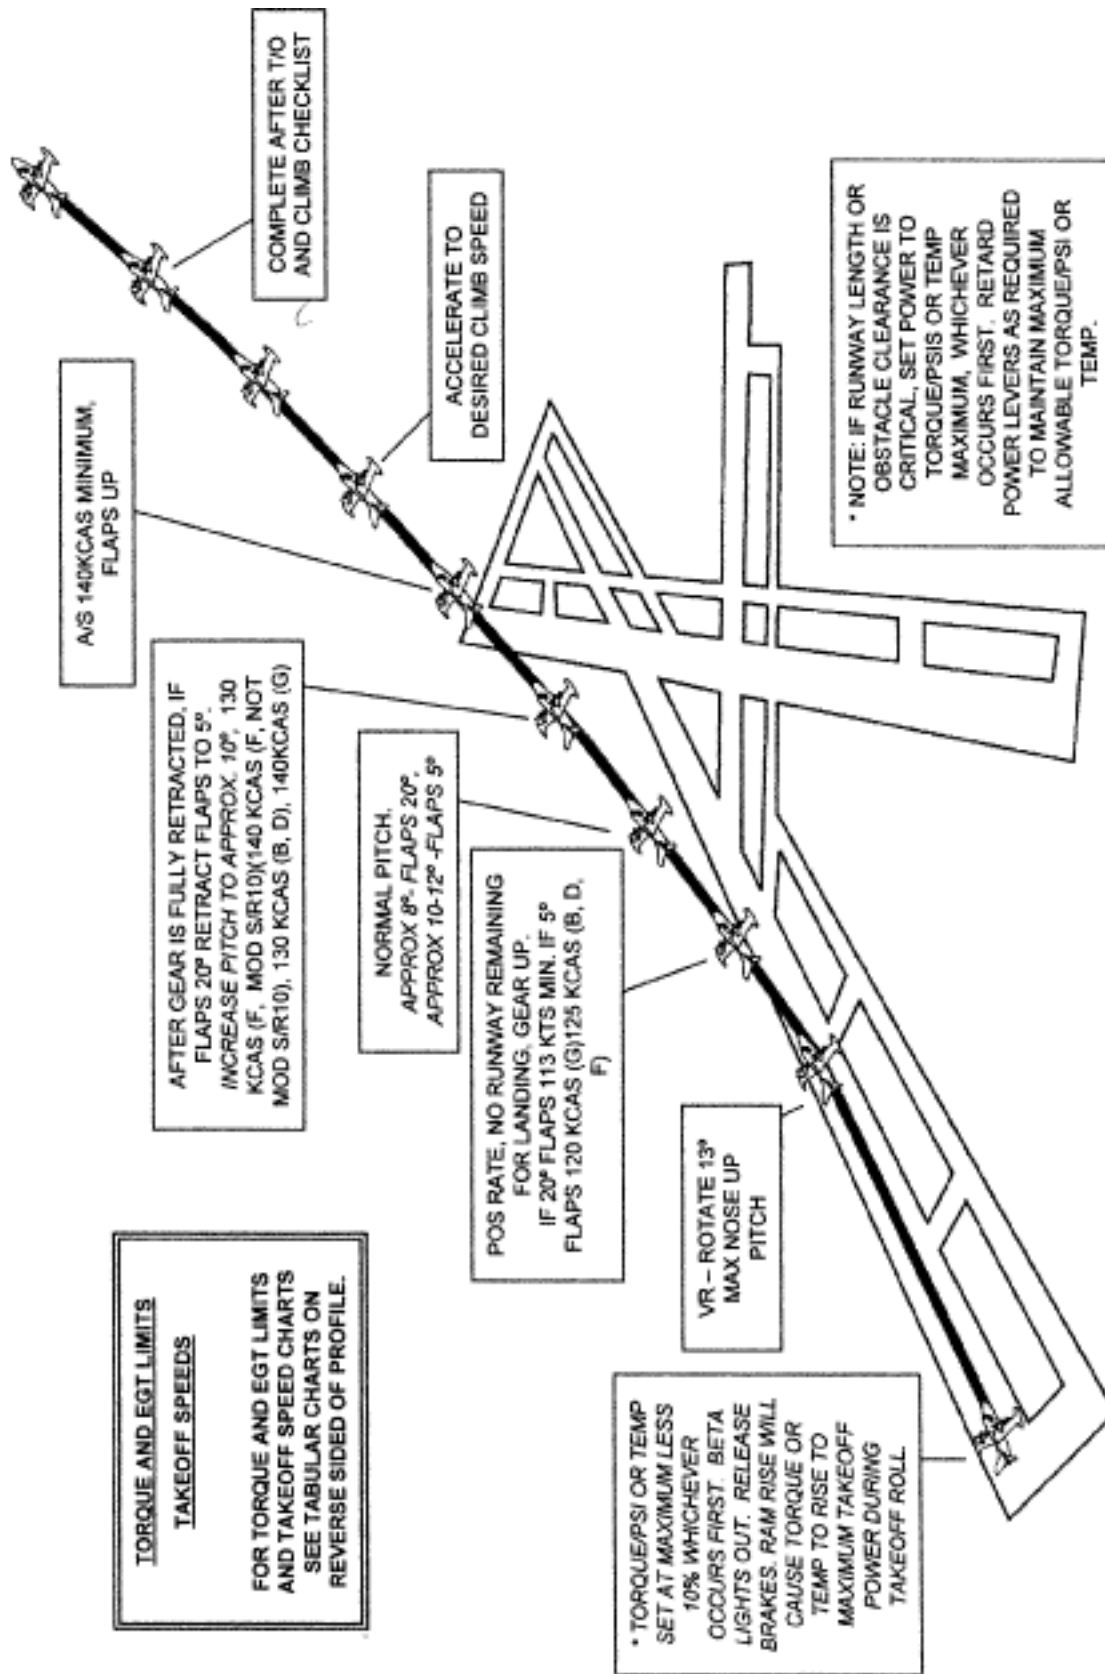 TORQUE AND EGT LIMITS
TAKEOFF SPEEDS
FOR TORQUE AND EGT LIMITS
AND TAKEOFF SPEED CHARTS
SEE TABULAR CHARTS ON
REVERSE SIDED OF PROFILE.
* TORQUE/PSI OR TEMP
SET AT MAXIMUM LESS
10% WHICHEVER
OCCURS FIRST. BETA
LIGHTS OUT. RELEASE
BRAKES. RAM RISE WILL
CAUSE TORQUE OR
TEMP TO RISE TO
MAXIMUM TAKEOFF
POWER DURING
TAKEOFF ROLL.
VR – ROTATE 13º
MAX NOSE UP
PITCH
POS RATE, NO RUNWAY REMAINING
FOR LANDING, GEAR UP.
IF 20º FLAPS 113 KTS MIN. IF 5º
FLAPS 120 KCAS (G)125 KCAS (B, D,
F)
NORMAL PITCH.
APPROX 8º- FLAPS 20º,
APPROX 10-12º -FLAPS 5º
AFTER GEAR IS FULLY RETRACTED, IF
FLAPS 20º RETRACT FLAPS TO 5º.
INCREASE PITCH TO APPROX. 10º, 130
KCAS (F, MOD S/R10)(140 KCAS (F, NOT
MOD S/R10), 130 KCAS (B, D), 140KCAS (G)
A/S 140KCAS MINIMUM,
FLAPS UP
ACCELERATE TO
DESIRED CLIMB SPEED
COMPLETE AFTER T/O
AND CLIMB CHECKLIST
* NOTE: IF RUNWAY LENGTH OR
OBSTACLE CLEARANCE IS
CRITICAL, SET POWER TO
TORQUE/PSIS OR TEMP
MAXIMUM, WHICHEVER
OCCURS FIRST. RETARD
POWER LEVERS AS REQUIRED
TO MAINTAIN MAXIMUM
ALLOWABLE TORQUE/PSI OR
TEMP.